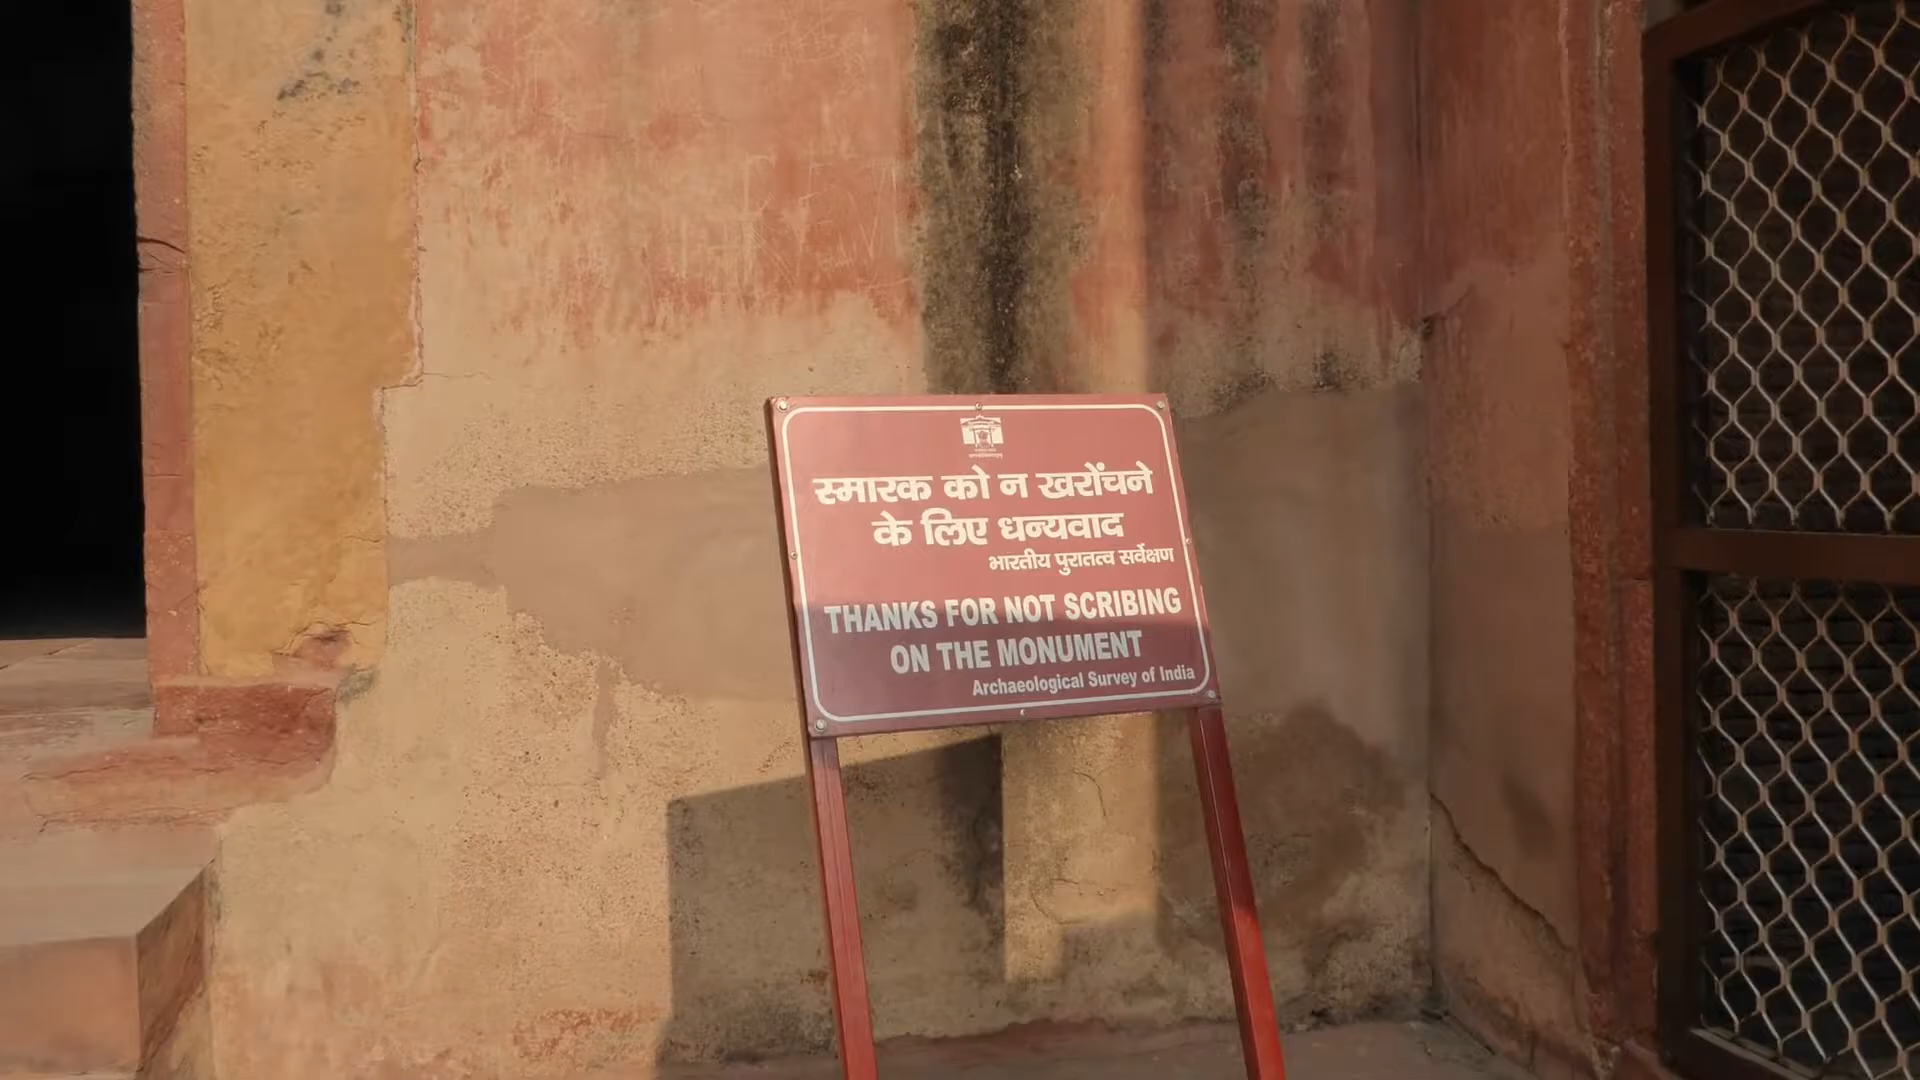 स्मारक को न खरोंचने
के लिए धन्यवाद
भारतीय पुरातत्व सर्वेक्षण
THANKS FOR NOT SCRIBING
ON THE MONUMENT
Archaeological Survey of India